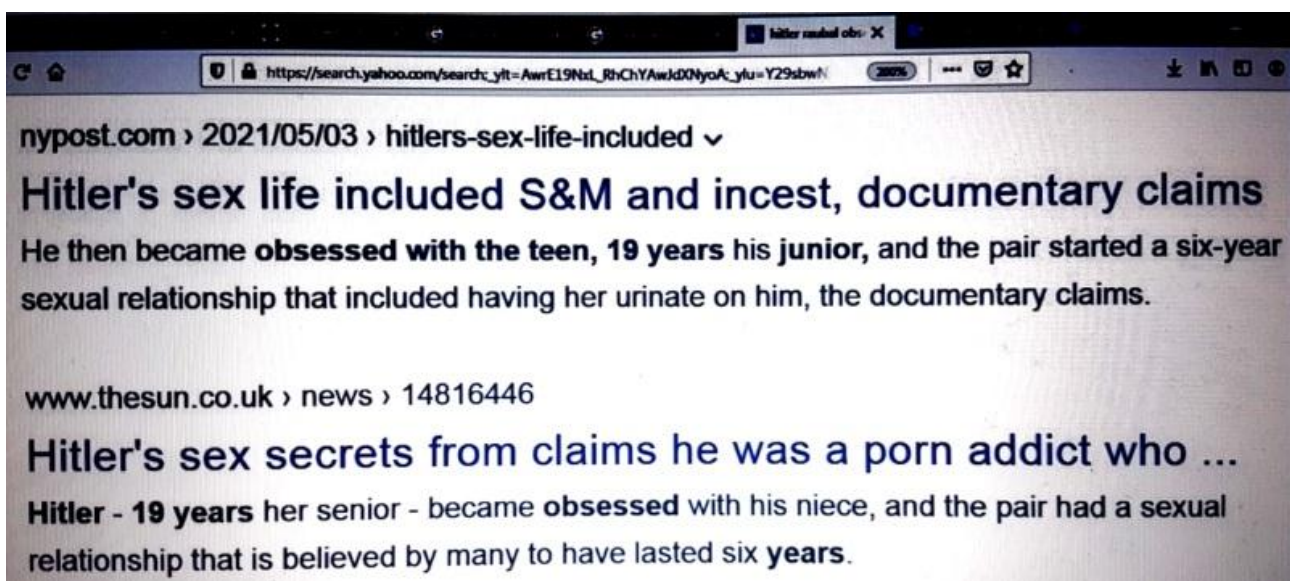 hitler raubal obs
https://search.yahoo.com/search;_ylt=AwrE19NxL_RhChYAwJdXNyoA;_ylu=Y29sbwN 200%
nypost.com › 2021/05/03 › hitlers-sex-life-included
Hitler's sex life included S&M and incest, documentary claims
He then became obsessed with the teen, 19 years his junior, and the pair started a six-year
sexual relationship that included having her urinate on him, the documentary claims.
www.thesun.co.uk › news › 14816446
Hitler's sex secrets from claims he was a porn addict who ...
Hitler - 19 years her senior - became obsessed with his niece, and the pair had a sexual
relationship that is believed by many to have lasted six years.